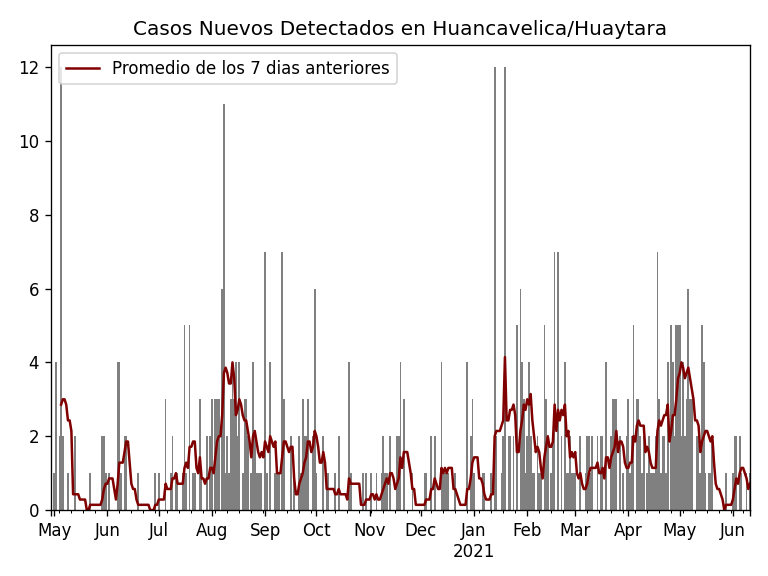 Casos Nuevos Detectados en Huancavelica/Huaytara
Promedio de los 7 dias anteriores
12
10
8
6
4
2
0
May Jun Jul Aug Sep Oct Nov Dec Jan Feb Mar Apr May Jun
2021